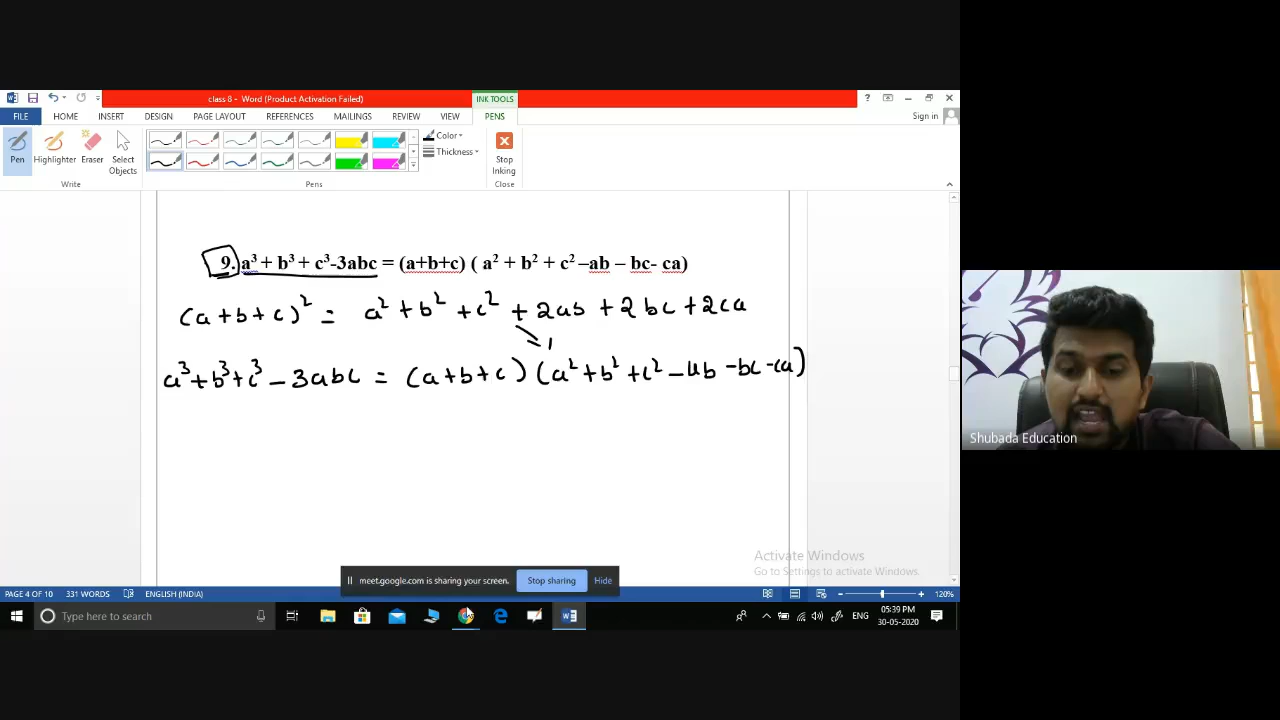 class 8 - Word (Product Activation Failed)
INK TOOLS
Sign in
FILE HOME INSERT DESIGN PAGE LAYOUT REFERENCES MAILINGS REVIEW VIEW PENS
Pen
Highlighter
Eraser
Select Objects
Color
Thickness
Stop Inking
Write
Pens
Close
9. a³ + b³ + c³-3abc = (a+b+c) ( a² + b² + c² –ab – bc- ca)
(a+b+c)² = a² + b² + c² + 2ab + 2bc + 2ca
a³+b³+c³ - 3abc = (a+b+c) (a² + b² + c² - ab - bc - ca)
Shubada Education
Activate Windows
Go to Settings to activate Windows.
meet.google.com is sharing your screen.
Stop sharing
Hide
PAGE 4 OF 10 331 WORDS ENGLISH (INDIA)
120%
Type here to search
ENG
05:39 PM
30-05-2020